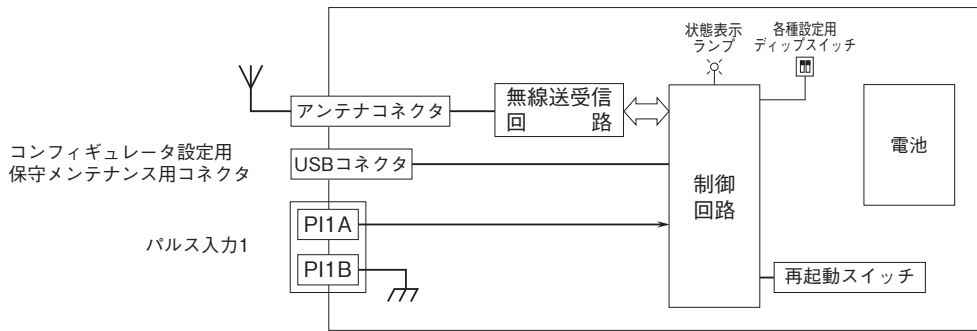 状態表示
ランプ
各種設定用
ディップスイッチ
アンテナコネクタ
無線送受信
回　　　路
コンフィギュレータ設定用
保守メンテナンス用コネクタ
USBコネクタ
制御
回路
電池
パルス入力1
PI1A
PI1B
再起動スイッチ